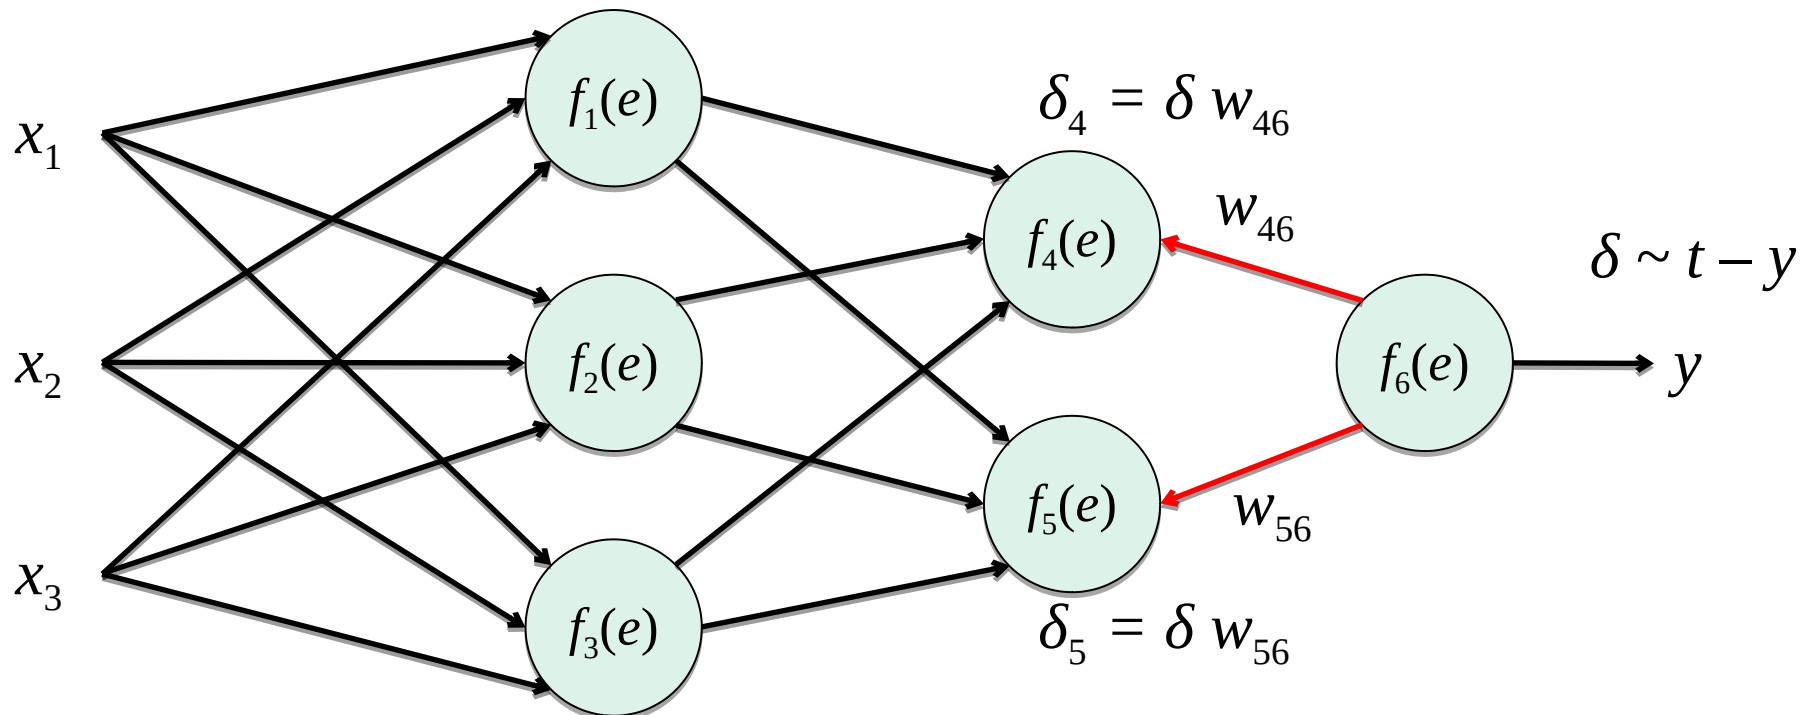 x₁
x₂
x₃
f₁(e)
f₂(e)
f₃(e)
δ₄ = δ w₄₆
f₄(e)
w₄₆
f₅(e)
w₅₆
δ₅ = δ w₅₆
f₆(e)
δ ~ t – y
y